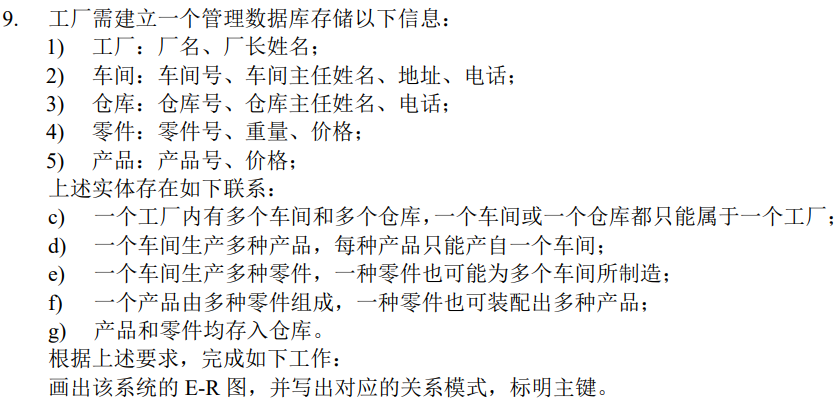 9. 工厂需建立一个管理数据库存储以下信息：
1) 工厂：厂名、厂长姓名；
2) 车间：车间号、车间主任姓名、地址、电话；
3) 仓库：仓库号、仓库主任姓名、电话；
4) 零件：零件号、重量、价格；
5) 产品：产品号、价格；
上述实体存在如下联系：
c) 一个工厂内有多个车间和多个仓库，一个车间或一个仓库都只能属于一个工厂；
d) 一个车间生产多种产品，每种产品只能产自一个车间；
e) 一个车间生产多种零件，一种零件也可能为多个车间所制造；
f) 一个产品由多种零件组成，一种零件也可装配出多种产品；
g) 产品和零件均存入仓库。
根据上述要求，完成如下工作：
画出该系统的 E-R 图，并写出对应的关系模式，标明主键。